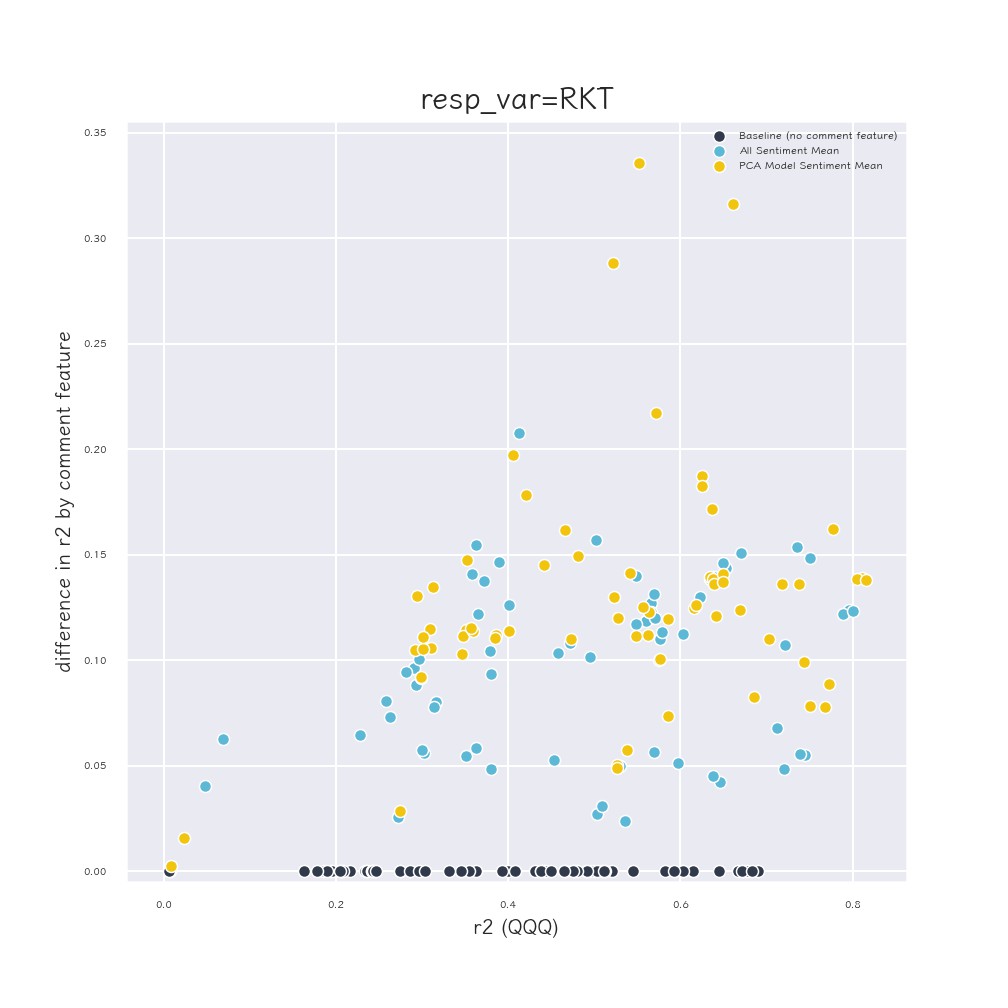 resp_var=RKT
Baseline (no comment feature)
All Sentiment Mean
PCA Model Sentiment Mean
difference in r2 by comment feature
0.35
0.30
0.25
0.20
0.15
0.10
0.05
0.00
0.0 0.2 0.4 0.6 0.8
r2 (QQQ)